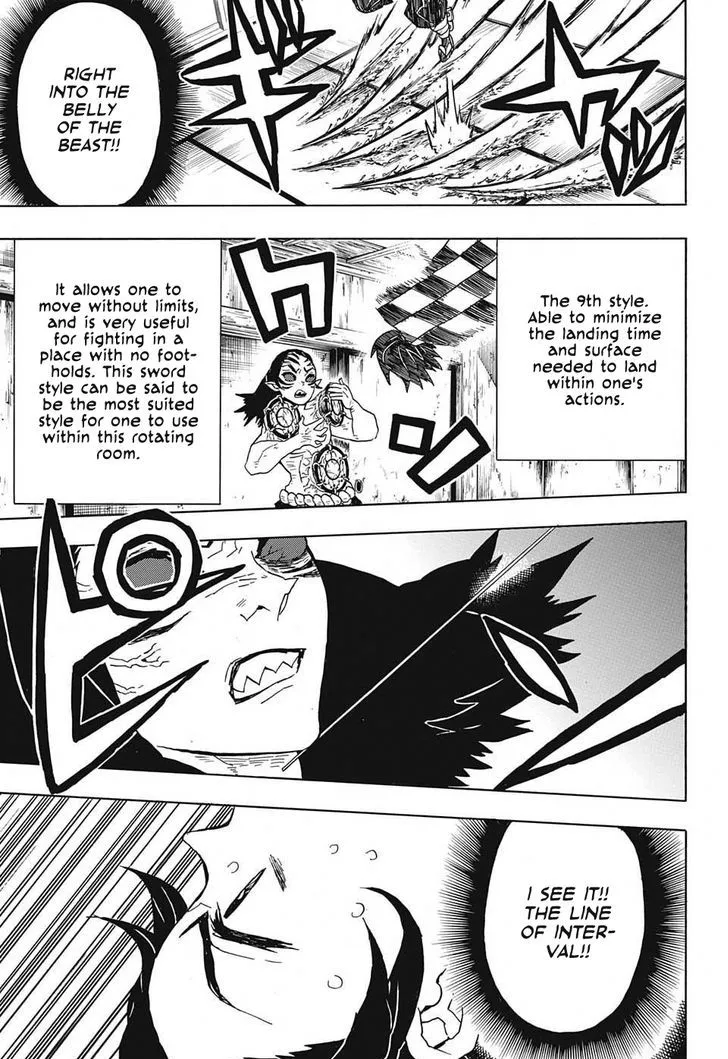 RIGHT
INTO THE
BELLY
OF THE
BEAST!!
The 9th style.
Able to minimize
the landing time
and surface
needed to land
within one's
actions.
It allows one to
move without limits,
and is very useful
for fighting in a
place with no foot-
holds. This sword
style can be said to
be the most suited
style for one to use
within this rotating
room.
I SEE IT!!
THE LINE
OF INTER-
VAL!!